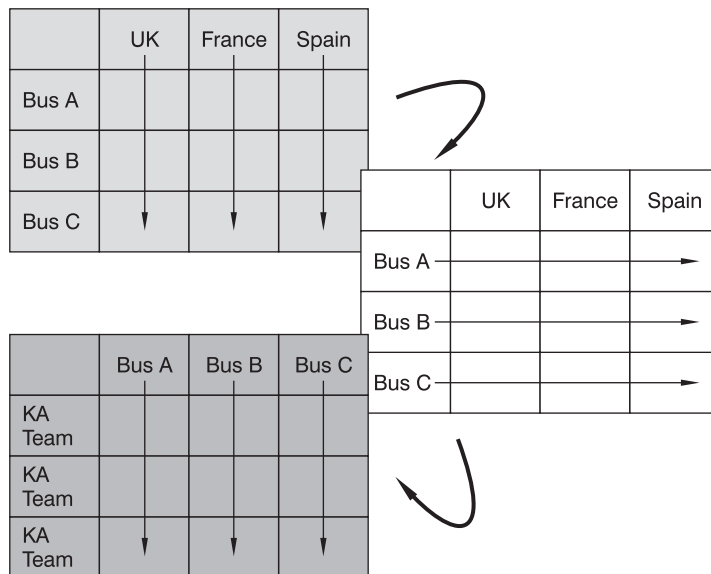 UK France Spain
Bus A
Bus B
Bus C
UK France Spain
Bus A
Bus B
Bus C
Bus A Bus B Bus C
KA
Team
KA
Team
KA
Team